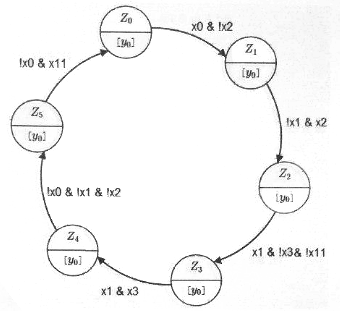 Z0
[y0]
x0 & !x2
Z1
[y0]
!x1 & x2
Z2
[y0]
x1 & !x3& !x11
Z3
[y0]
x1 & x3
Z4
[y0]
!x0 & !x1 & !x2
Z5
[y0]
!x0 & x11